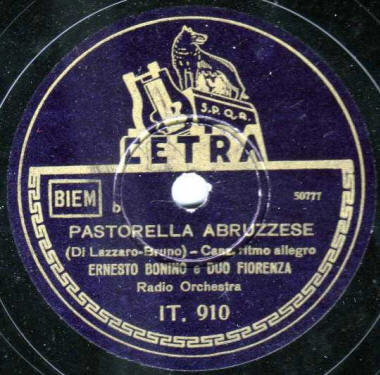 S.P.Q.R.
CETRA
BIEM
b
50777
PASTORELLA ABRUZZESE
(Di Lazzaro-Bruno) - Canz. ritmo allegro
ERNESTO BONINO e DUO FIORENZA
Radio Orchestra
IT. 910